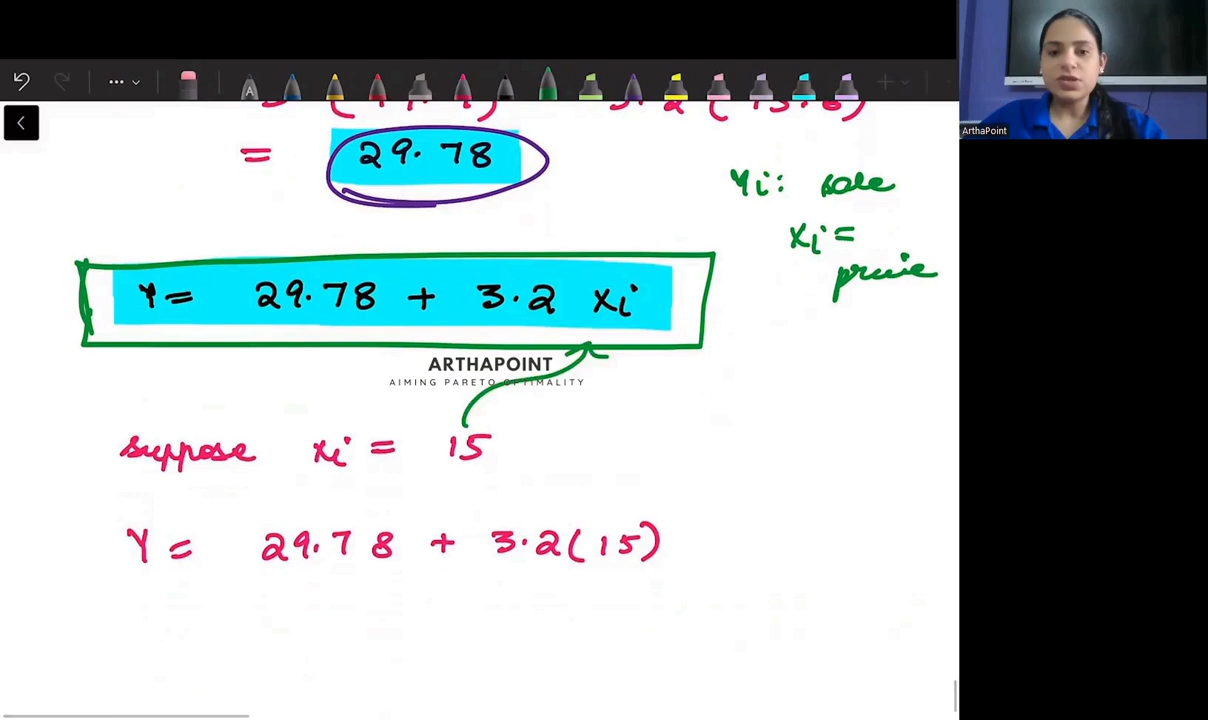 = 29.78
Yi: sale
xi =
price
Y = 29.78 + 3.2 xi
ARTHAPOINT
AIMING PARETO OPTIMALITY
suppose xi = 15
Y = 29.78 + 3.2(15)
A
ArthaPoint